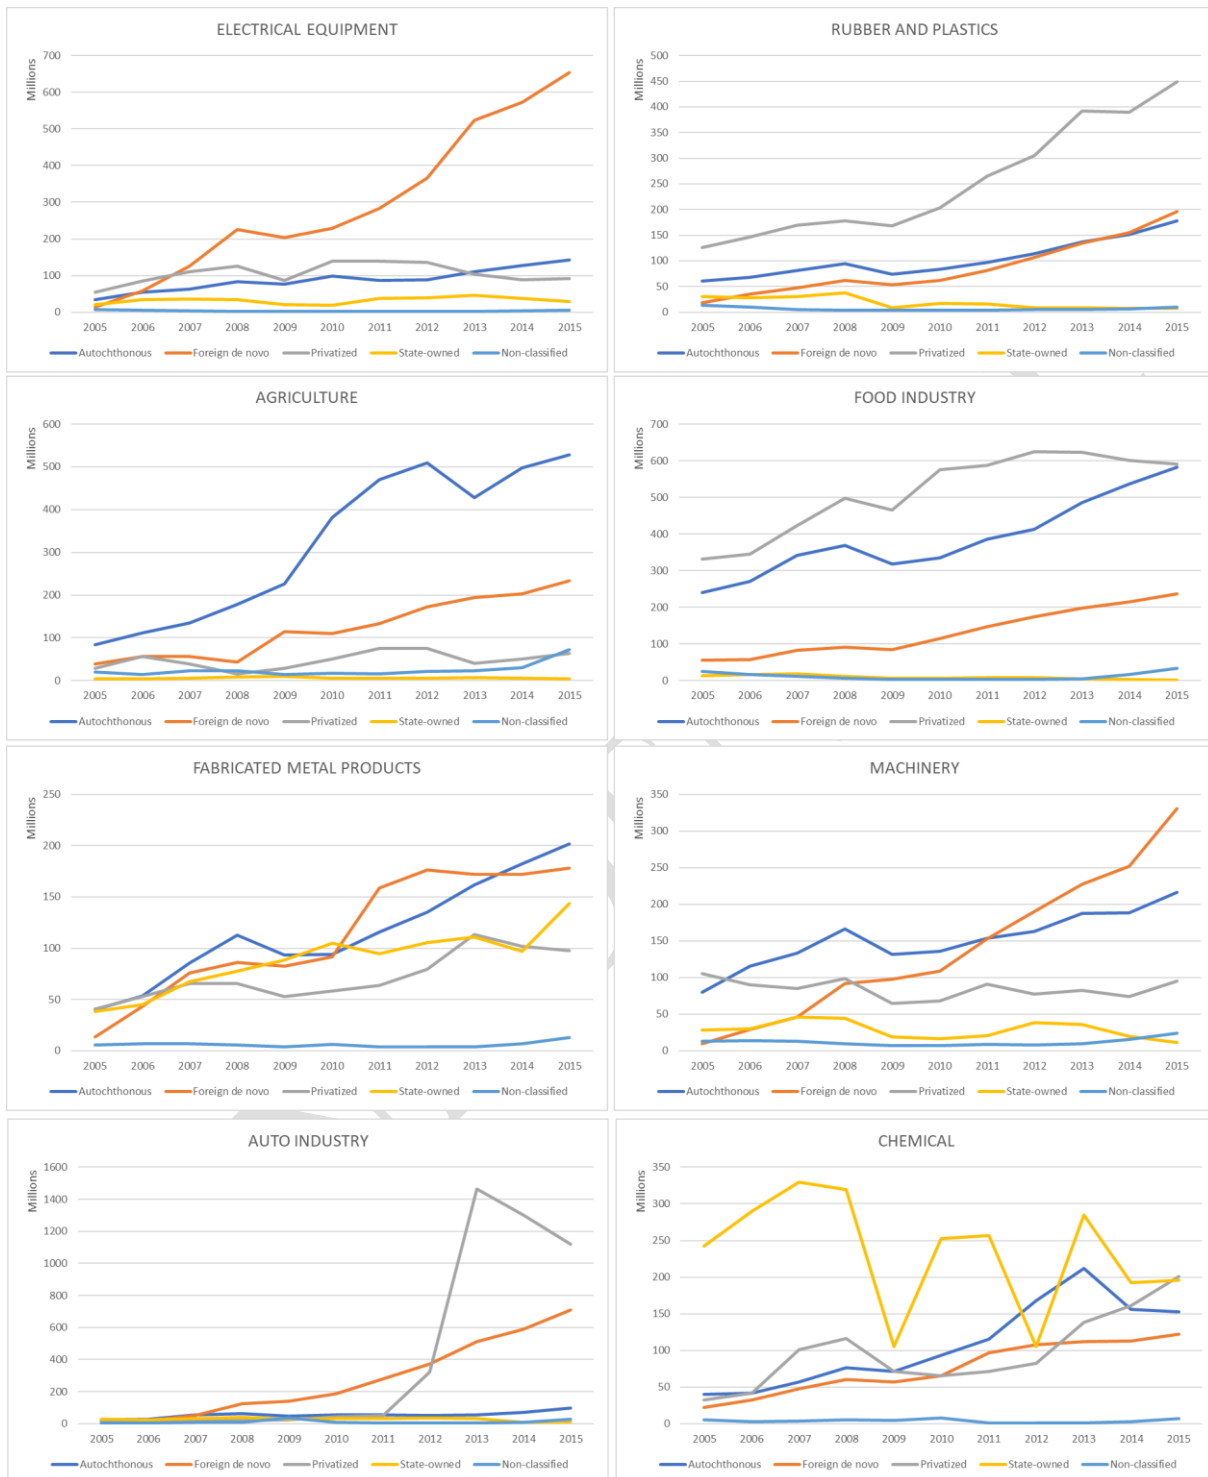 ELECTRICAL EQUIPMENT
Millions
700
600
500
400
300
200
100
0
2005 2006 2007 2008 2009 2010 2011 2012 2013 2014 2015
Autochthonous Foreign de novo Privatized State-owned Non-classified
RUBBER AND PLASTICS
Millions
500
450
400
350
300
250
200
150
100
50
0
2005 2006 2007 2008 2009 2010 2011 2012 2013 2014 2015
Autochthonous Foreign de novo Privatized State-owned Non-classified
AGRICULTURE
Millions
600
500
400
300
200
100
0
2005 2006 2007 2008 2009 2010 2011 2012 2013 2014 2015
Autochthonous Foreign de novo Privatized State-owned Non-classified
FOOD INDUSTRY
Millions
700
600
500
400
300
200
100
0
2005 2006 2007 2008 2009 2010 2011 2012 2013 2014 2015
Autochthonous Foreign de novo Privatized State-owned Non-classified
FABRICATED METAL PRODUCTS
Millions
250
200
150
100
50
0
2005 2006 2007 2008 2009 2010 2011 2012 2013 2014 2015
Autochthonous Foreign de novo Privatized State-owned Non-classified
MACHINERY
Millions
350
300
250
200
150
100
50
0
2005 2006 2007 2008 2009 2010 2011 2012 2013 2014 2015
Autochthonous Foreign de novo Privatized State-owned Non-classified
AUTO INDUSTRY
Millions
1600
1400
1200
1000
800
600
400
200
0
2005 2006 2007 2008 2009 2010 2011 2012 2013 2014 2015
Autochthonous Foreign de novo Privatized State-owned Non-classified
CHEMICAL
Millions
350
300
250
200
150
100
50
0
2005 2006 2007 2008 2009 2010 2011 2012 2013 2014 2015
Autochthonous Foreign de novo Privatized State-owned Non-classified